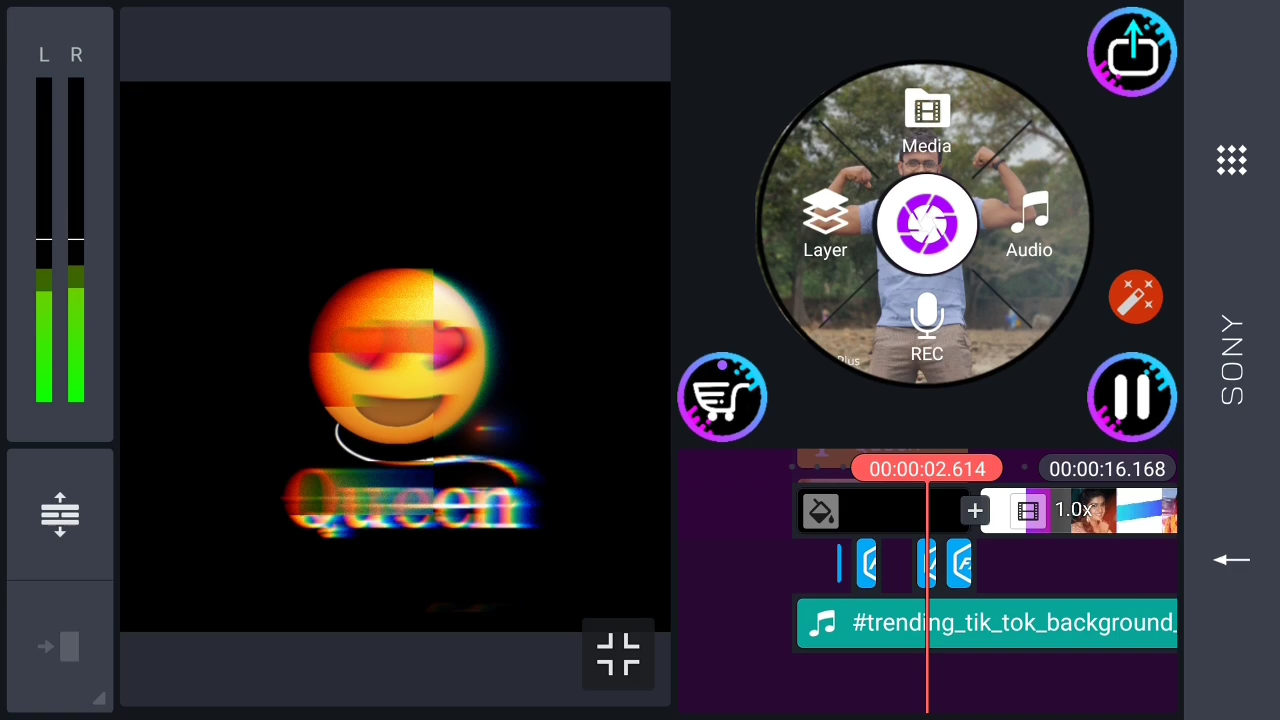 L R
Media
Layer
Audio
REC
Plus
Queen
00:00:02.614
00:00:16.168
1.0x
#trending_tik_tok_background_
SONY